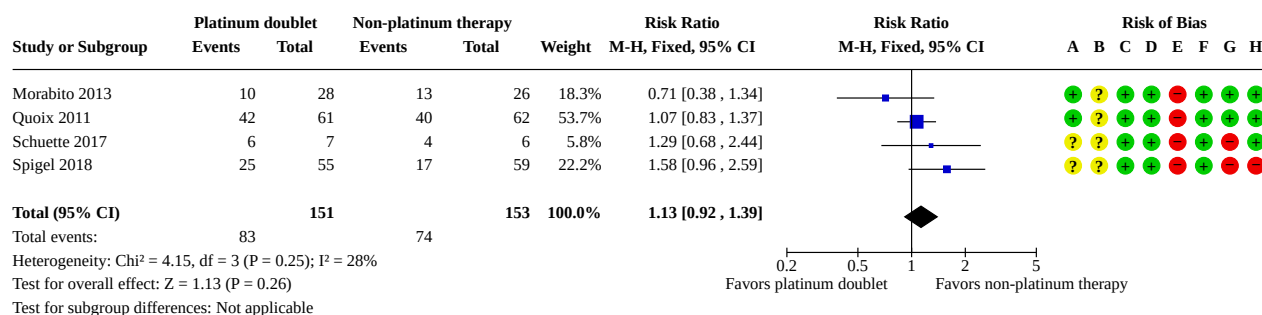 Platinum doublet Non-platinum therapy Risk Ratio Risk Ratio Risk of Bias
Study or Subgroup Events Total Events Total Weight M-H, Fixed, 95% CI M-H, Fixed, 95% CI A B C D E F G H
Morabito 2013 10 28 13 26 18.3% 0.71 [0.38 , 1.34] + ? + + − + + +
Quoix 2011 42 61 40 62 53.7% 1.07 [0.83 , 1.37] + ? + + − + + +
Schuette 2017 6 7 4 6 5.8% 1.29 [0.68 , 2.44] ? ? + + − + − +
Spigel 2018 25 55 17 59 22.2% 1.58 [0.96 , 2.59] ? ? + + − + − −
Total (95% CI) 151 153 100.0% 1.13 [0.92 , 1.39]
Total events: 83 74
Heterogeneity: Chi² = 4.15, df = 3 (P = 0.25); I² = 28%
0.2 0.5 1 2 5
Test for overall effect: Z = 1.13 (P = 0.26) Favors platinum doublet Favors non-platinum therapy
Test for subgroup differences: Not applicable